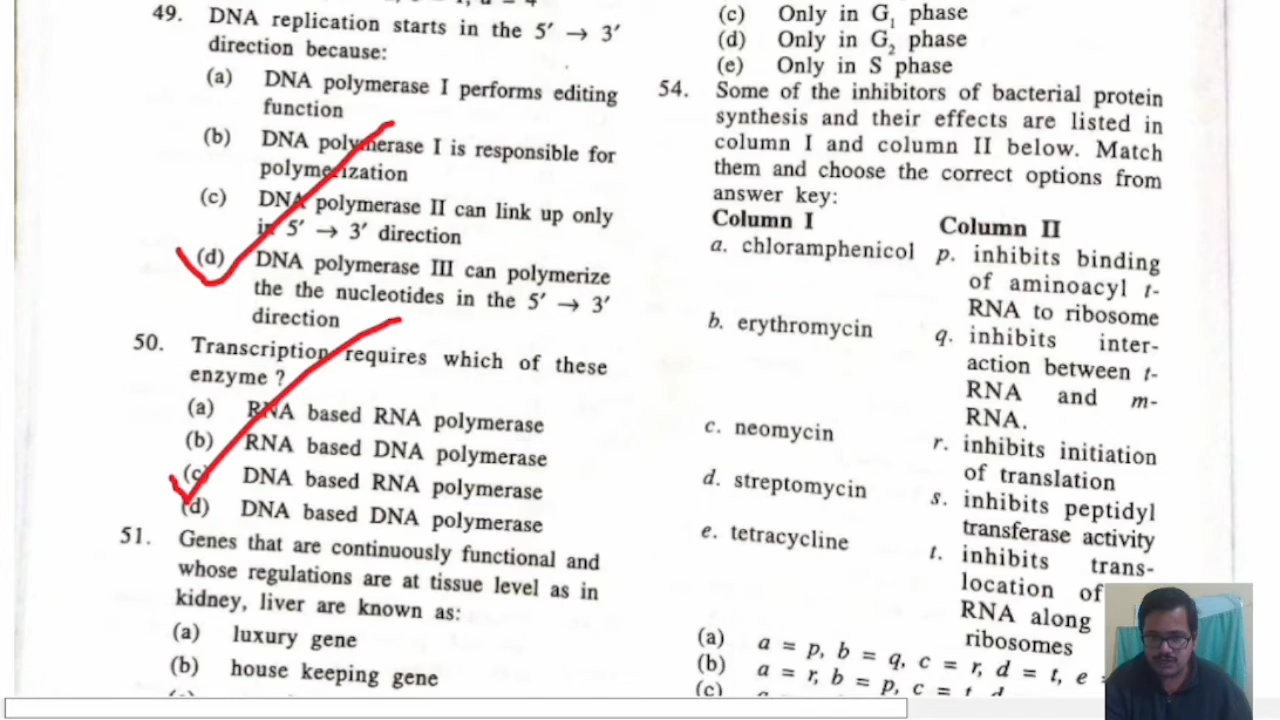 49. DNA replication starts in the 5′ → 3′
direction because:
(a) DNA polymerase I performs editing
function
(b) DNA polymerase I is responsible for
polymerization
(c) DNA polymerase II can link up only
in 5′ → 3′ direction
(d) DNA polymerase III can polymerize
the the nucleotides in the 5′ → 3′
direction
50. Transcription requires which of these
enzyme ?
(a) RNA based RNA polymerase
(b) RNA based DNA polymerase
(c) DNA based RNA polymerase
(d) DNA based DNA polymerase
51. Genes that are continuously functional and
whose regulations are at tissue level as in
kidney, liver are known as:
(a) luxury gene
(b) house keeping gene
(c) Only in G₁ phase
(d) Only in G₂ phase
(e) Only in S phase
54. Some of the inhibitors of bacterial protein
synthesis and their effects are listed in
column I and column II below. Match
them and choose the correct options from
answer key:
Column I Column II
a. chloramphenicol p. inhibits binding
of aminoacyl t-
RNA to ribosome
b. erythromycin q. inhibits inter-
action between t-
RNA and m-
RNA.
c. neomycin r. inhibits initiation
of translation
d. streptomycin s. inhibits peptidyl
transferase activity
e. tetracycline t. inhibits trans-
location of
RNA along
ribosomes
(a) a = p, b = q, c = r, d = t, e
(b) a = r, b = p, c = t, d
(c)